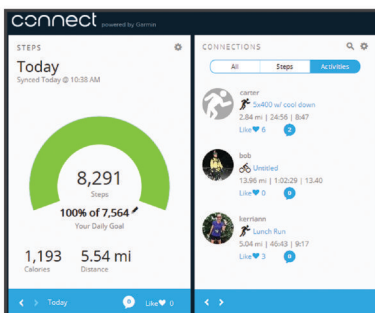 connect powered by Garmin
STEPS
Today
Synced Today @ 10:38 AM
8,291
Steps
100% of 7,564
Your Daily Goal
1,193
Calories
5.54 mi
Distance
Today
0
Like 0
CONNECTIONS
All
Steps
Activities
carter
5x400 w/ cool down
2.84 mi | 24:56 | 8:47
Like 6
2
bob
Untitled
13.96 mi | 1:02:29 | 13.40
Like 0
0
kerriann
Lunch Run
5.04 mi | 46:43 | 9:17
Like 3
0